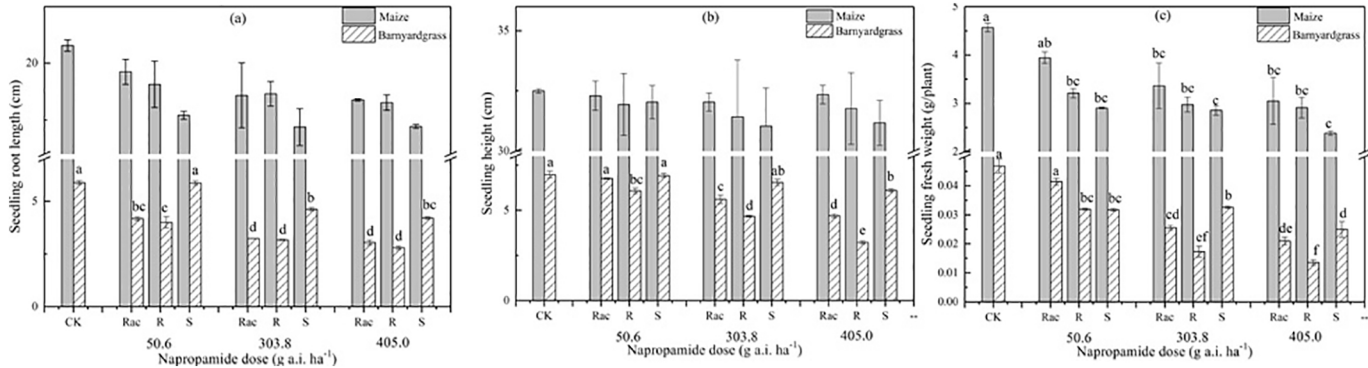 (a)
Maize
Barnyardgrass
Seedling root length (cm)
20
5
0
a
bc
c
a
d
d
b
d
d
c
CK
Rac
R
S
Rac
R
S
Rac
R
S
50.6
303.8
405.0
Napropamide dose (g a.i. ha⁻¹)
(b)
Maize
Barnyardgrass
Seedling height (cm)
35
30
5
0
a
a
bc
a
c
d
ab
d
e
b
CK
Rac
R
S
Rac
R
S
Rac
R
S
--
50.6
303.8
405.0
Napropamide dose (g a.i. ha⁻¹)
(c)
Maize
Barnyardgrass
Seedling fresh weight (g/plant)
5
4
3
2
0.04
0.03
0.02
0.01
0.00
a
ab
bc
bc
bc
bc
c
bc
bc
c
a
a
bc
bc
cd
ef
b
de
f
c
CK
Rac
R
S
Rac
R
S
Rac
R
S
--
50.6
303.8
405.0
Napropamide dose (g a.i. ha⁻¹)